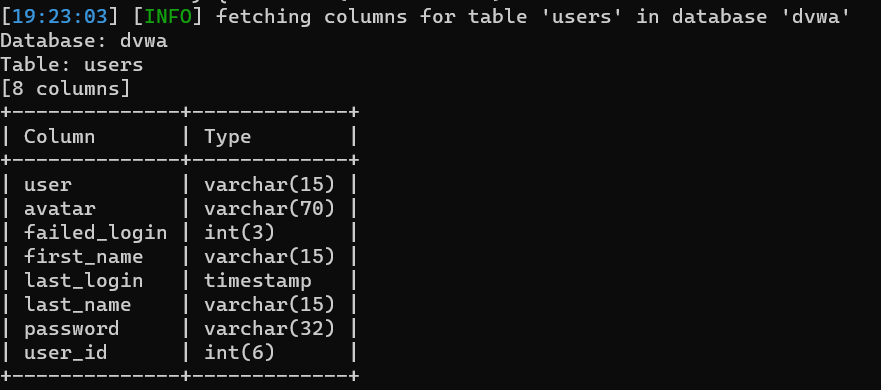 [19:23:03] [INFO] fetching columns for table 'users' in database 'dvwa'
Database: dvwa
Table: users
[8 columns]
+--------------+-------------+
| Column       | Type        |
+--------------+-------------+
| user         | varchar(15) |
| avatar       | varchar(70) |
| failed_login | int(3)      |
| first_name   | varchar(15) |
| last_login   | timestamp   |
| last_name    | varchar(15) |
| password     | varchar(32) |
| user_id      | int(6)      |
+--------------+-------------+